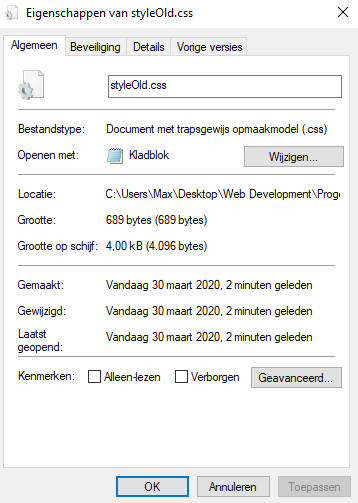 Eigenschappen van styleOld.css
Algemeen Beveiliging Details Vorige versies
styleOld.css
Bestandstype: Document met trapsgewijs opmaakmodel (.css)
Openen met: Kladblok Wijzigen...
Locatie: C:\Users\Max\Desktop\Web Development\Proge
Grootte: 689 bytes (689 bytes)
Grootte op schijf: 4,00 kB (4.096 bytes)
Gemaakt: Vandaag 30 maart 2020, 2 minuten geleden
Gewijzigd: Vandaag 30 maart 2020, 2 minuten geleden
Laatst geopend: Vandaag 30 maart 2020, 2 minuten geleden
Kenmerken: Alleen-lezen Verborgen Geavanceerd...
OK Annuleren Toepassen